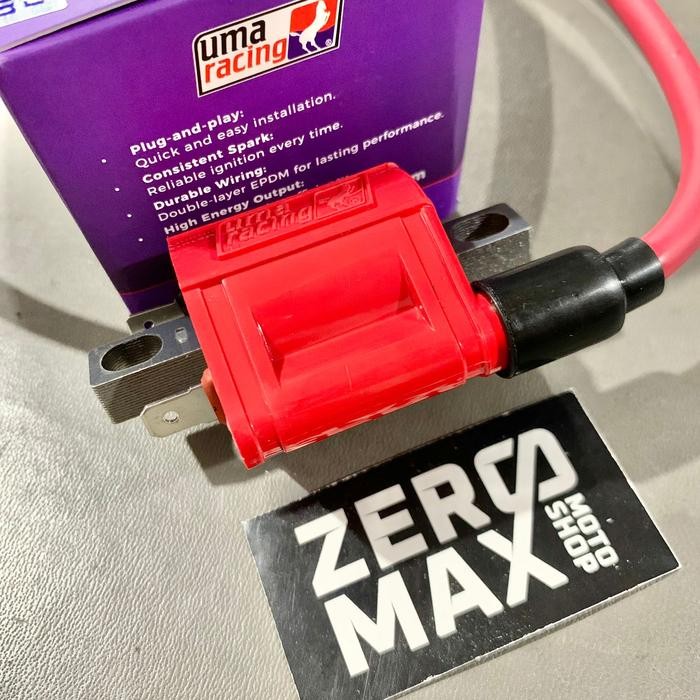 uma
racing
Plug-and-play:
Quick and easy installation.
Consistent Spark:
Reliable ignition every time.
Durable Wiring:
Double-layer EPDM for lasting performance.
High Energy Output:
uma
racing
ZERO
MAX
MOTO
SHOP